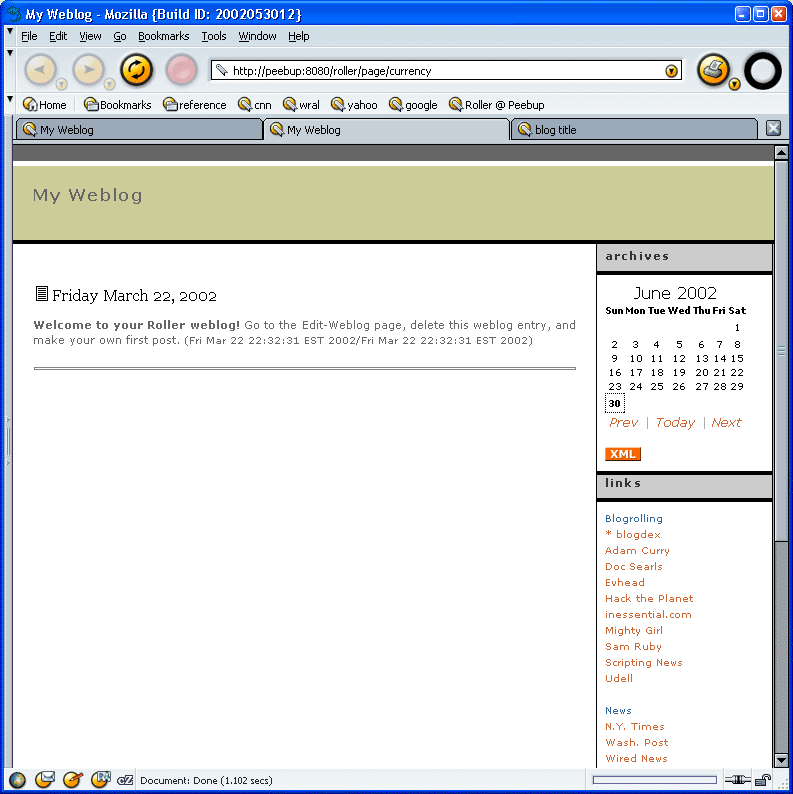 My Weblog - Mozilla {Build ID: 2002053012}
File Edit View Go Bookmarks Tools Window Help
http://peebup:8080/roller/page/currency
Home Bookmarks reference cnn wral yahoo google Roller @ Peebup
My Weblog My Weblog blog title
My Weblog
Friday March 22, 2002
Welcome to your Roller weblog! Go to the Edit-Weblog page, delete this weblog entry, and
make your own first post. (Fri Mar 22 22:32:31 EST 2002/Fri Mar 22 22:32:31 EST 2002)
archives
June 2002
Sun Mon Tue Wed Thu Fri Sat
1
2 3 4 5 6 7 8
9 10 11 12 13 14 15
16 17 18 19 20 21 22
23 24 25 26 27 28 29
30
Prev | Today | Next
XML
links
Blogrolling
* blogdex
Adam Curry
Doc Searls
Evhead
Hack the Planet
inessential.com
Mighty Girl
Sam Ruby
Scripting News
Udell
News
N.Y. Times
Wash. Post
Wired News
Document: Done (1.102 secs)